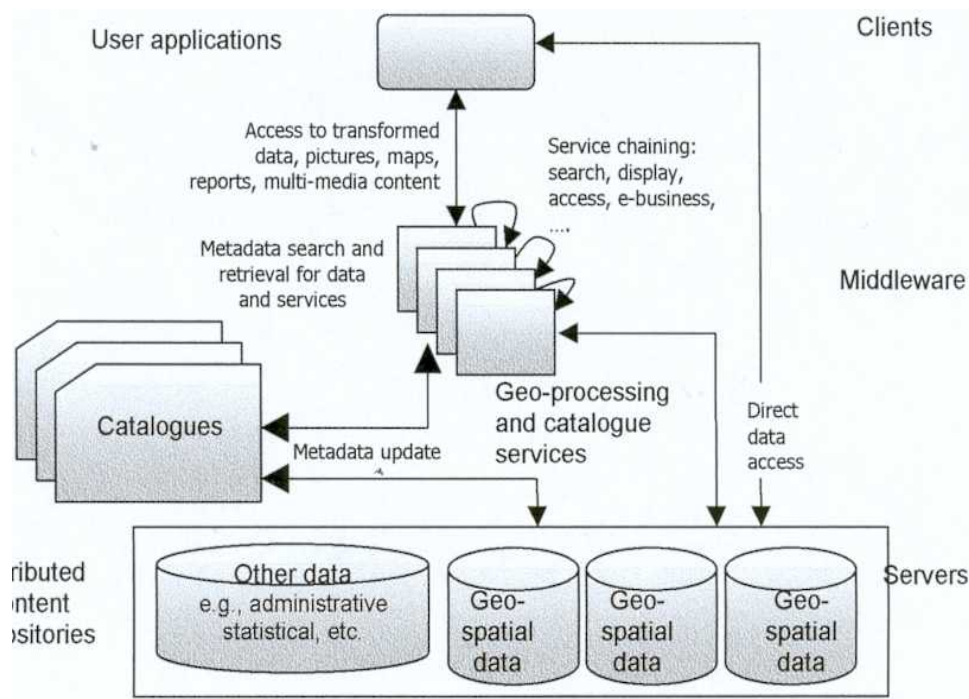 User applications
Clients
Access to transformed
data, pictures, maps,
reports, multi-media content
Service chaining:
search, display,
access, e-business,
....
Metadata search and
retrieval for data
and services
Middleware
Catalogues
Geo-processing
and catalogue
services
Metadata update
Direct
data
access
ributed
ontent
ositories
Other data
e.g., administrative
statistical, etc.
Geo-
spatial
data
Geo-
spatial
data
Geo-
spatial
data
Servers